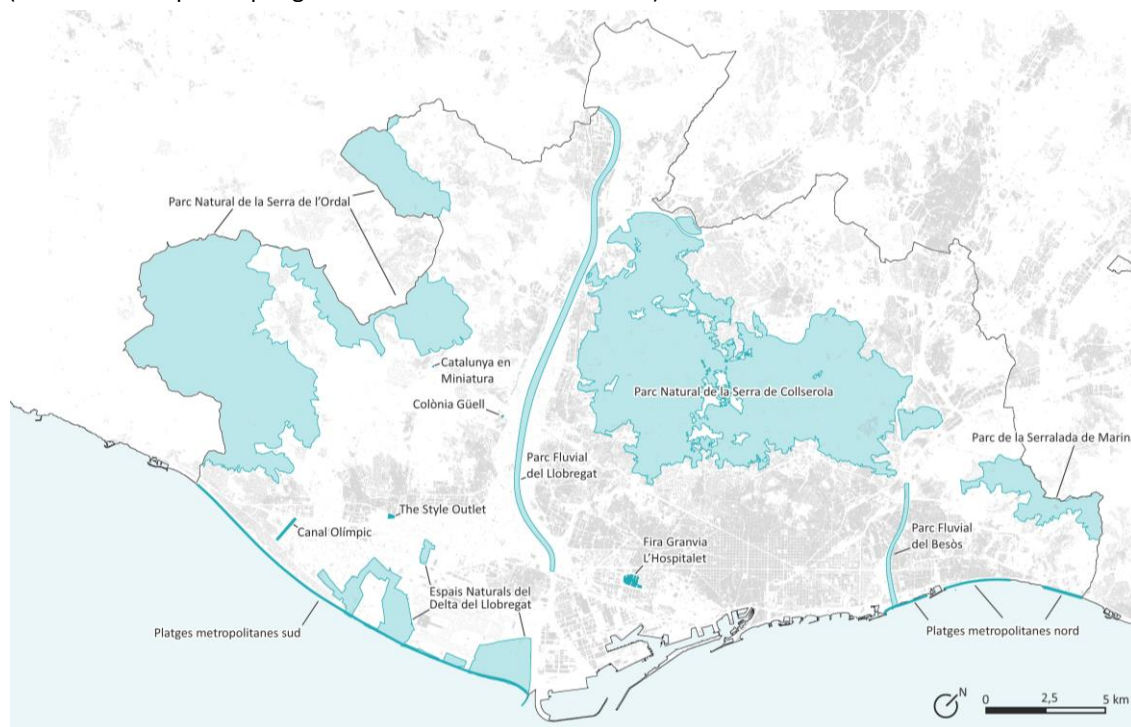 Parc Natural de la Serra de l'Ordal
Catalunya en
Miniatura
Colònia Güell
Parc Natural de la Serra de Collserola
Parc de la Serralada de Marin
Parc Fluvial
del Llobregat
The Style Outlet
Canal Olímpic
Fira Granvia
L'Hospitalet
Parc Fluvial
del Besòs
Espais Naturals del
Delta del Llobregat
Platges metropolitanes sud
Platges metropolitanes nord
N
0 2,5 5 km